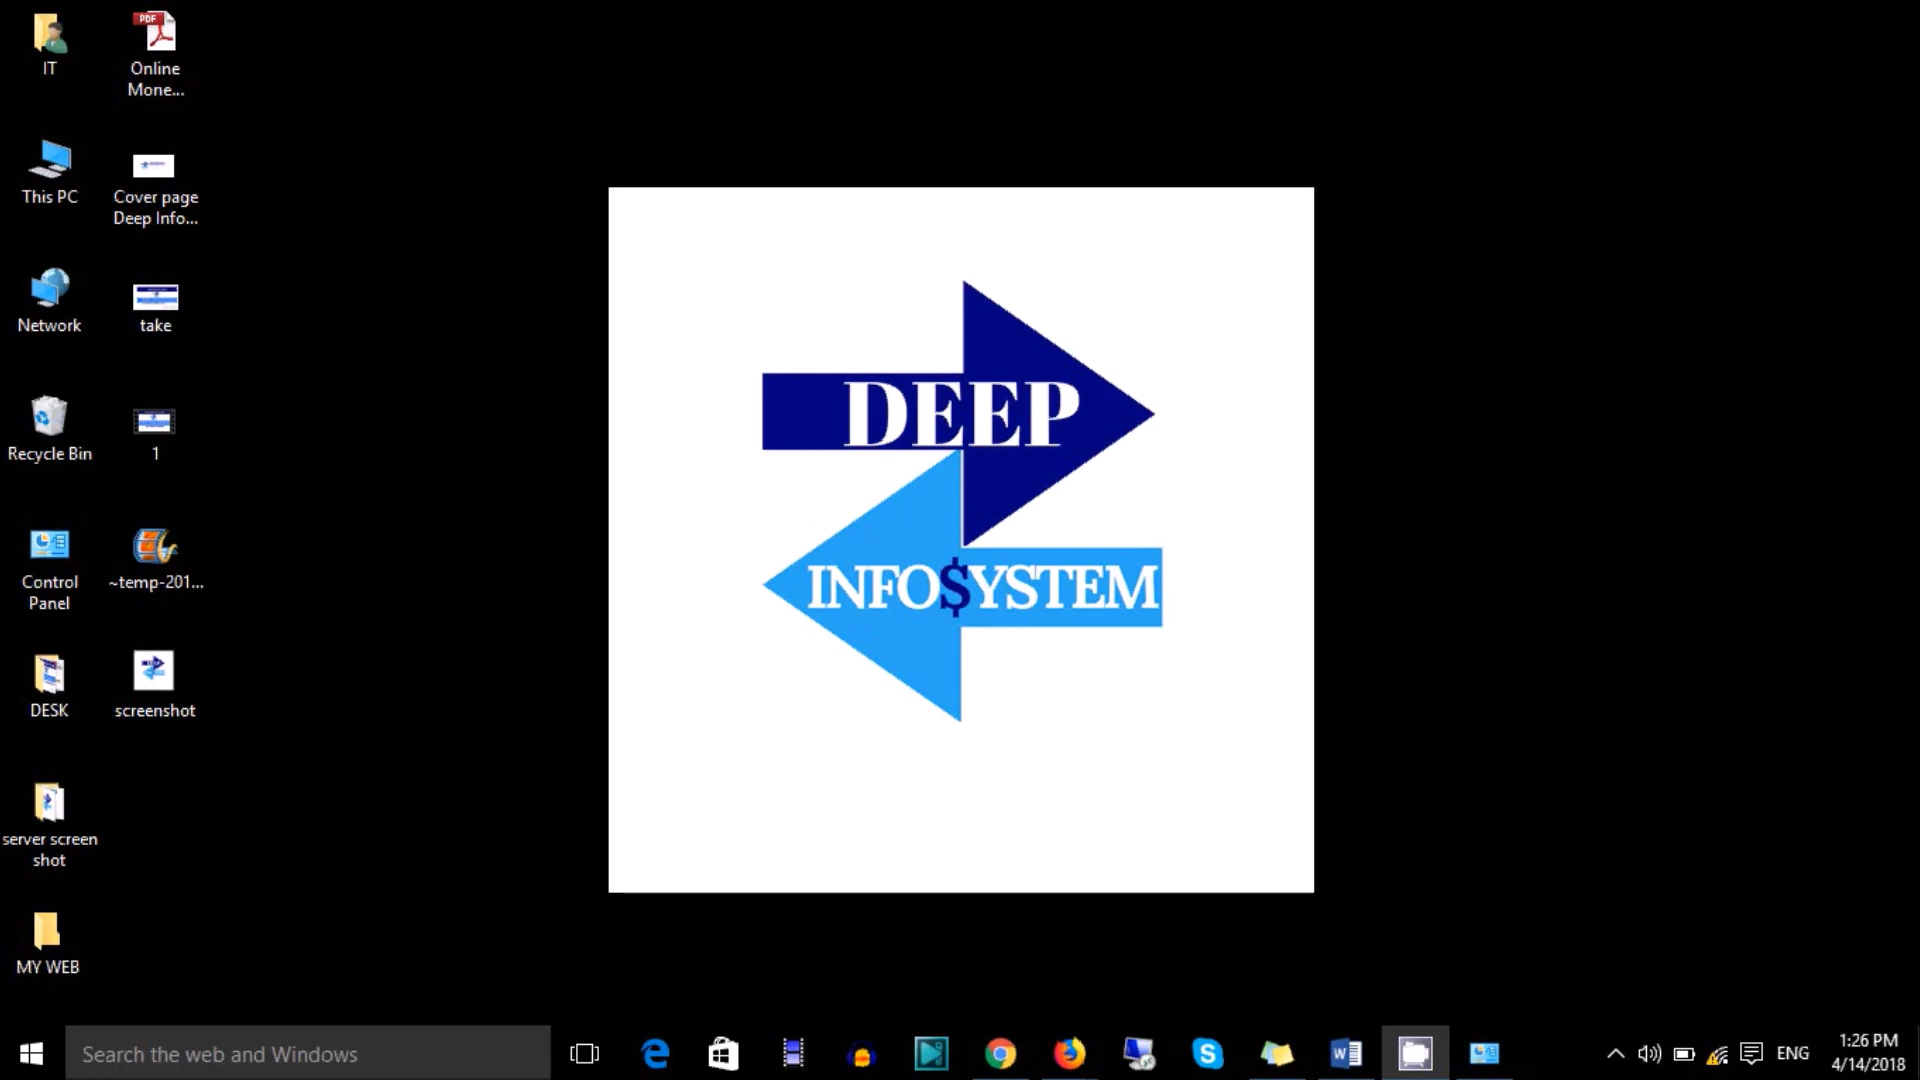 IT
Online
Mone...
This PC
Cover page
Deep Info...
Network
take
Recycle Bin
1
Control
Panel
~temp-201...
DESK
screenshot
server screen
shot
MY WEB
PDF
DEEP
INFO$YSTEM
Search the web and Windows
ENG
1:26 PM
4/14/2018